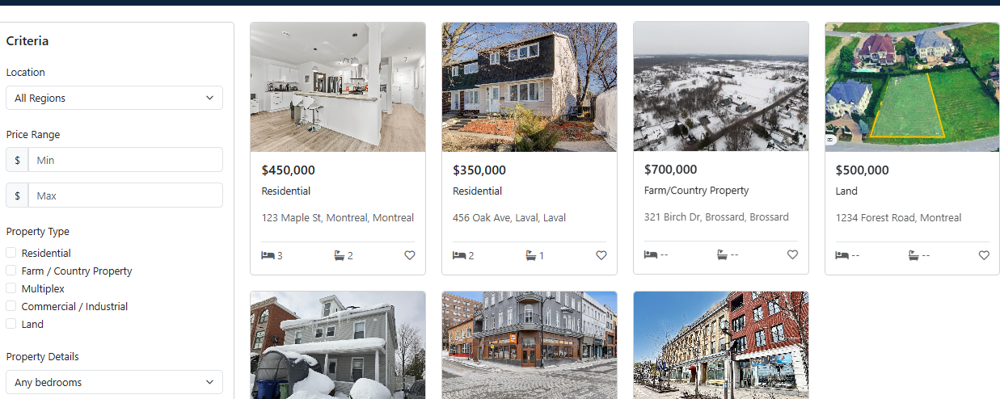 Criteria
Location
All Regions
Price Range
$ Min
$ Max
Property Type
Residential
Farm / Country Property
Multiplex
Commercial / Industrial
Land
Property Details
Any bedrooms
$450,000
Residential
123 Maple St, Montreal, Montreal
3 2
$350,000
Residential
456 Oak Ave, Laval, Laval
2 1
$700,000
Farm/Country Property
321 Birch Dr, Brossard, Brossard
-- --
$500,000
Land
1234 Forest Road, Montreal
-- --